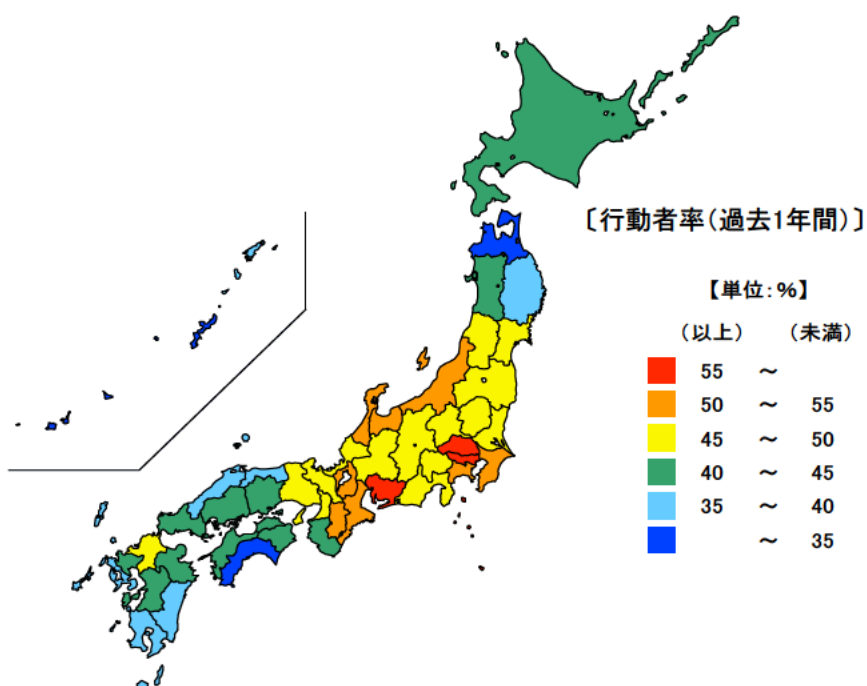 〔行動者率(過去1年間)〕
【単位:%】
(以上) (未満)
55 ~
50 ~ 55
45 ~ 50
40 ~ 45
35 ~ 40
~ 35